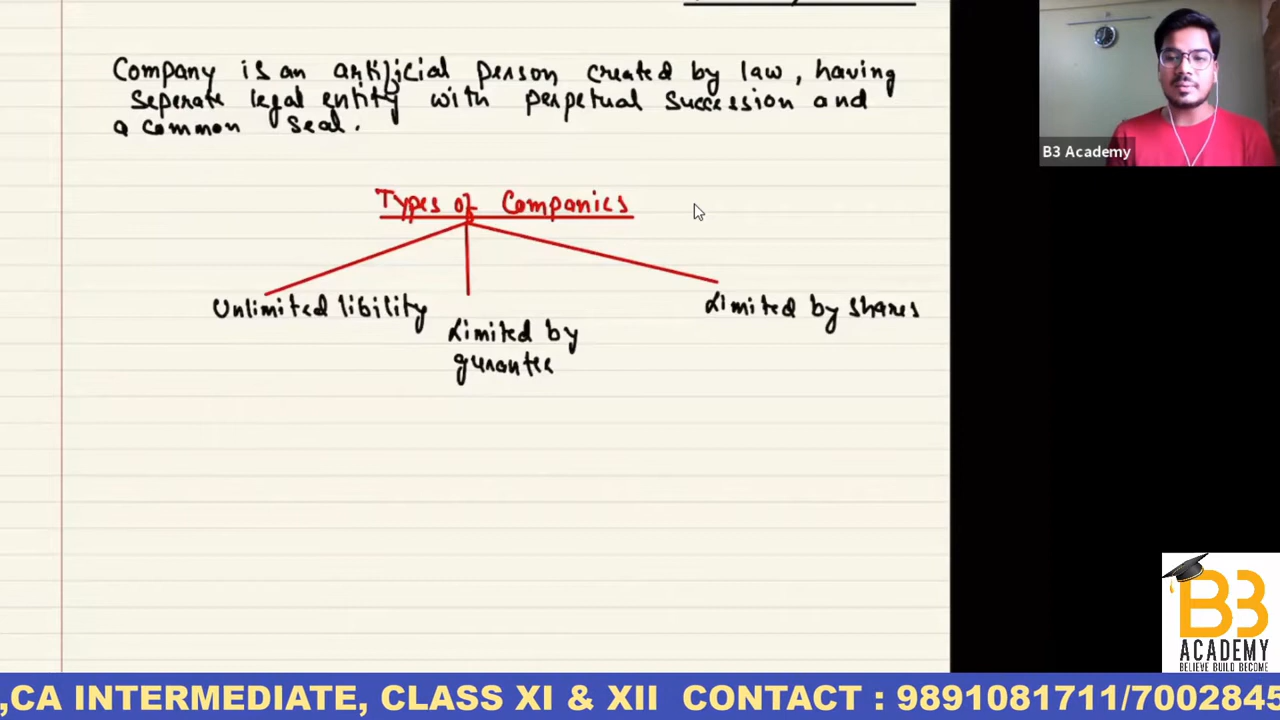 Company is an artificial person created by law, having
seperate legal entity with perpetual succession and
a common seal.
Types of Companies
Unlimited libility
Limited by shares
Limited by
gurantee
B3 Academy
B3
ACADEMY
BELIEVE BUILD BECOME
,CA INTERMEDIATE, CLASS XI & XII CONTACT : 9891081711/7002845